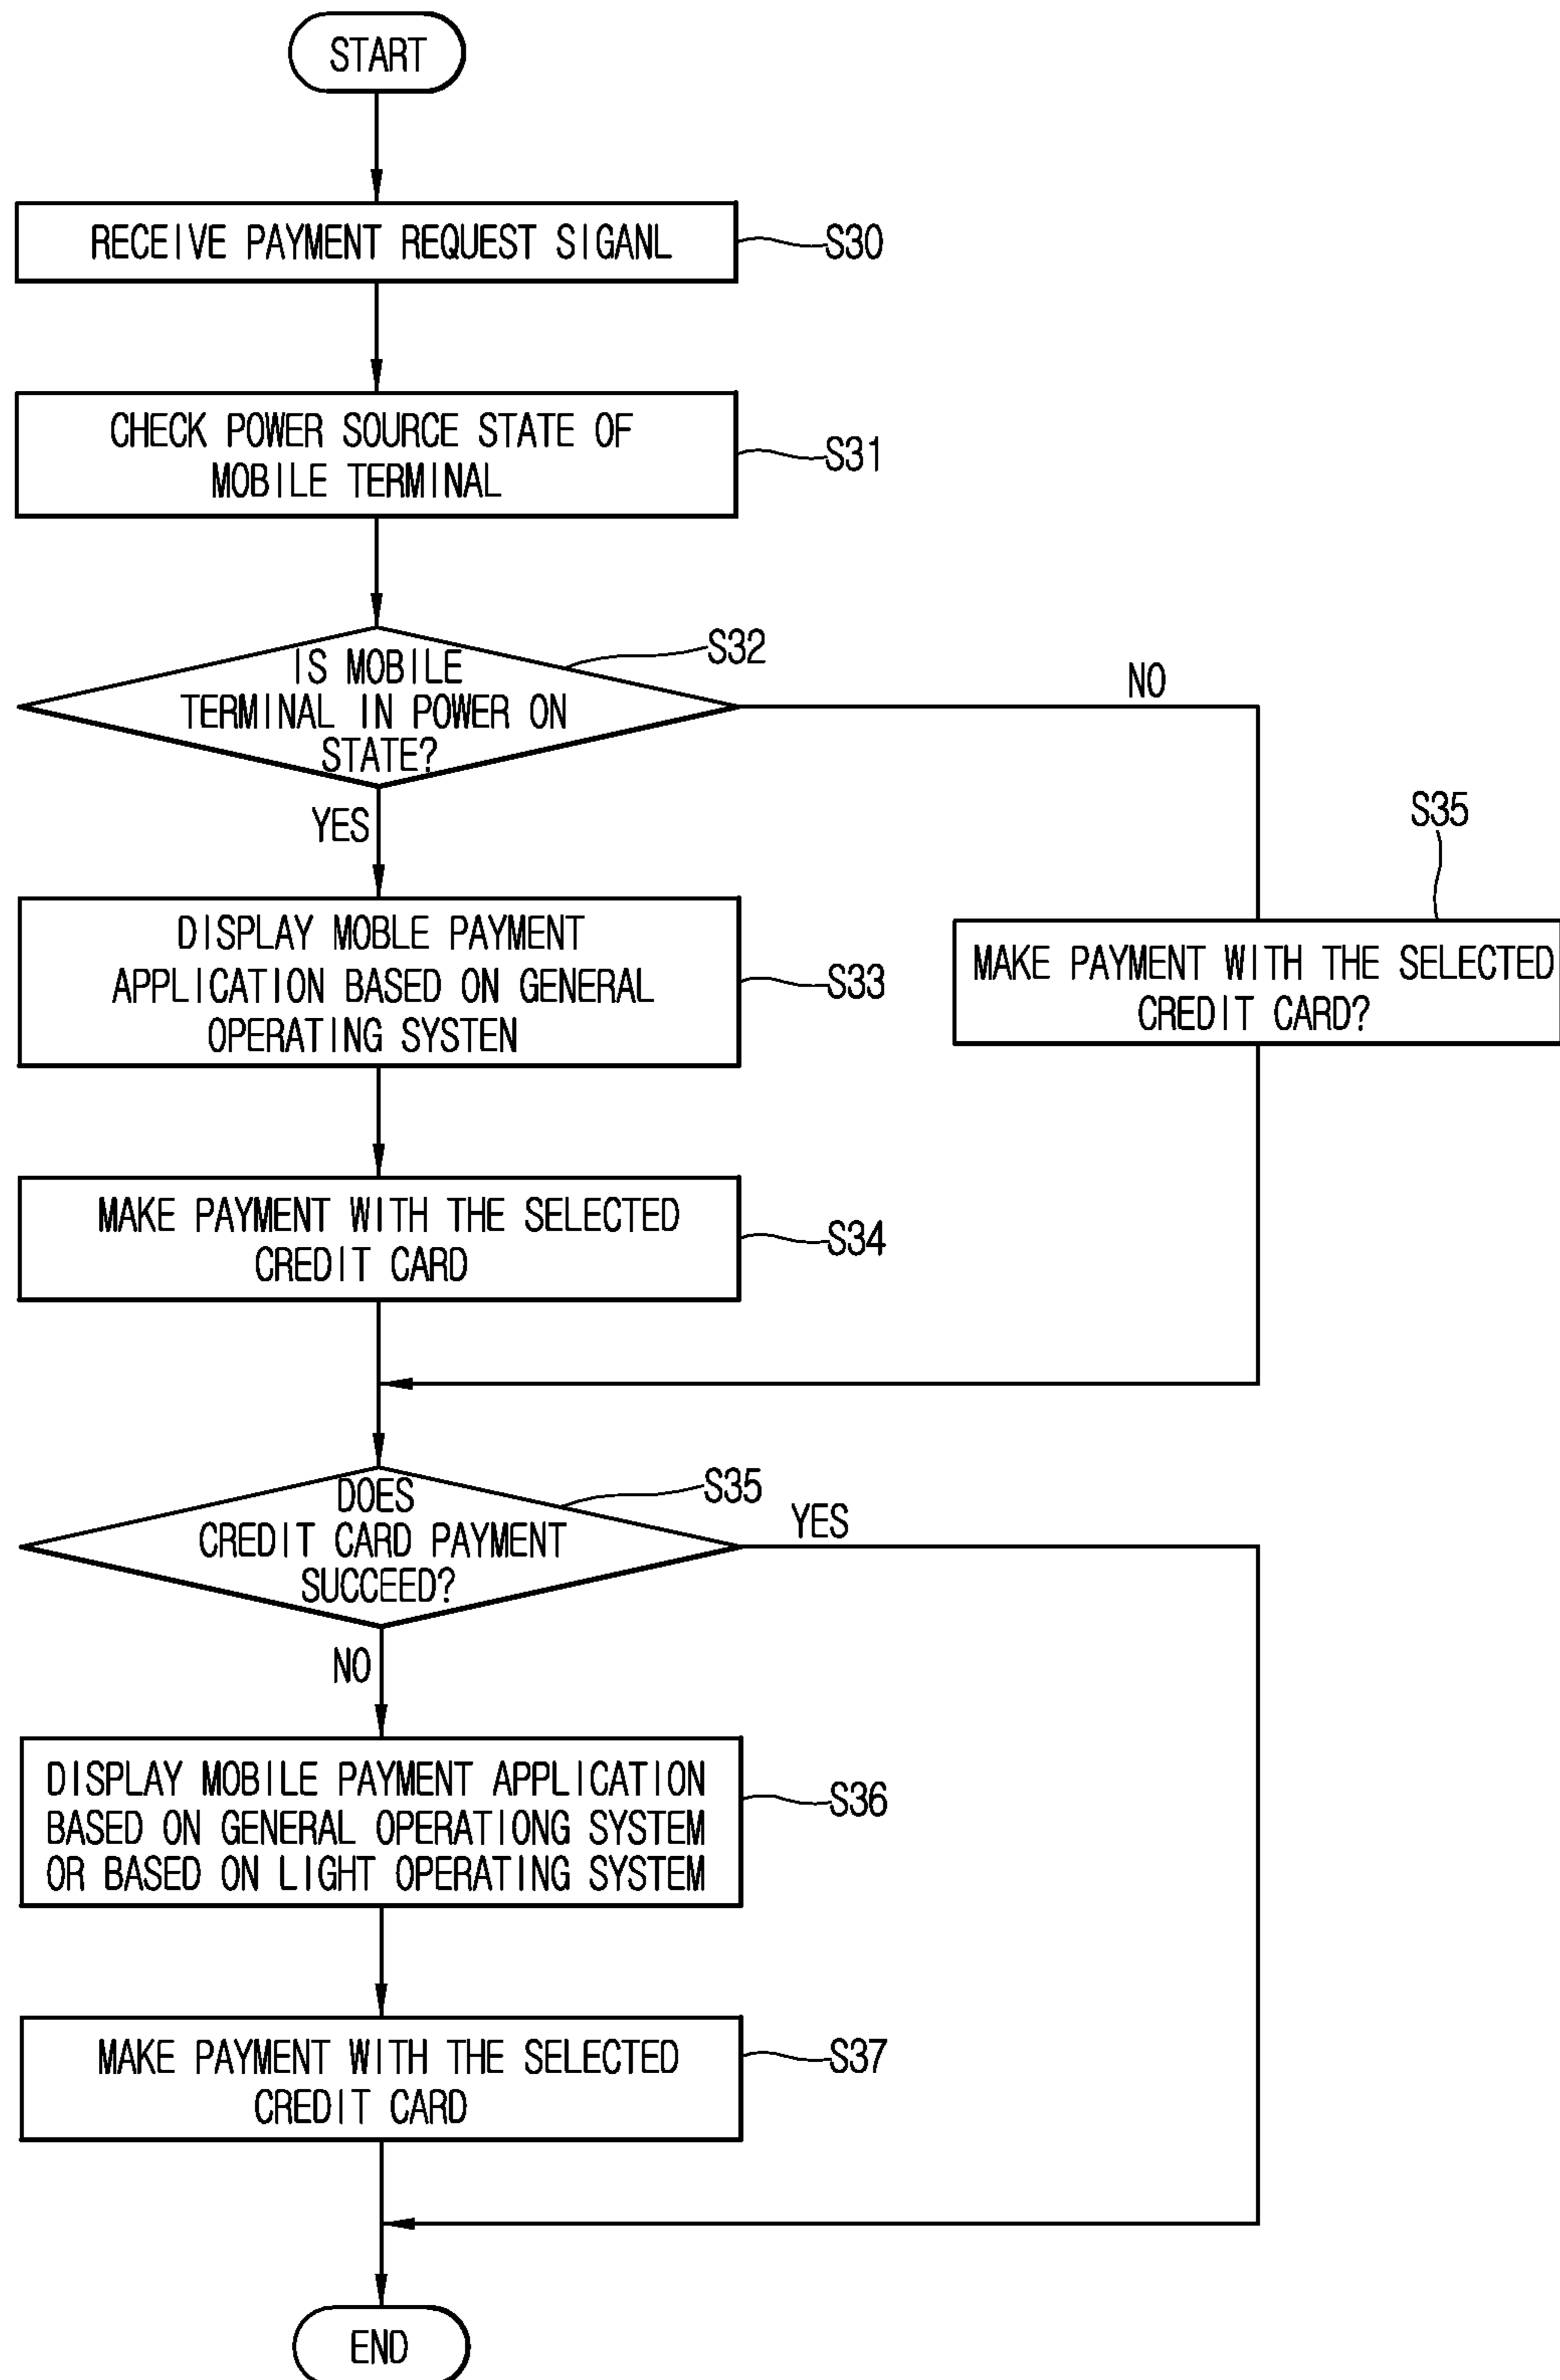 START
RECEIVE PAYMENT REQUEST SIGANL
S30
CHECK POWER SOURCE STATE OF
MOBILE TERMINAL
S31
IS MOBILE
TERMINAL IN POWER ON
STATE?
S32
NO
YES
DISPLAY MOBLE PAYMENT
APPLICATION BASED ON GENERAL
OPERATING SYSTEN
S33
S35
MAKE PAYMENT WITH THE SELECTED
CREDIT CARD?
MAKE PAYMENT WITH THE SELECTED
CREDIT CARD
S34
DOES
CREDIT CARD PAYMENT
SUCCEED?
S35
YES
NO
DISPLAY MOBILE PAYMENT APPLICATION
BASED ON GENERAL OPERATIONG SYSTEM
OR BASED ON LIGHT OPERATING SYSTEM
S36
MAKE PAYMENT WITH THE SELECTED
CREDIT CARD
S37
END